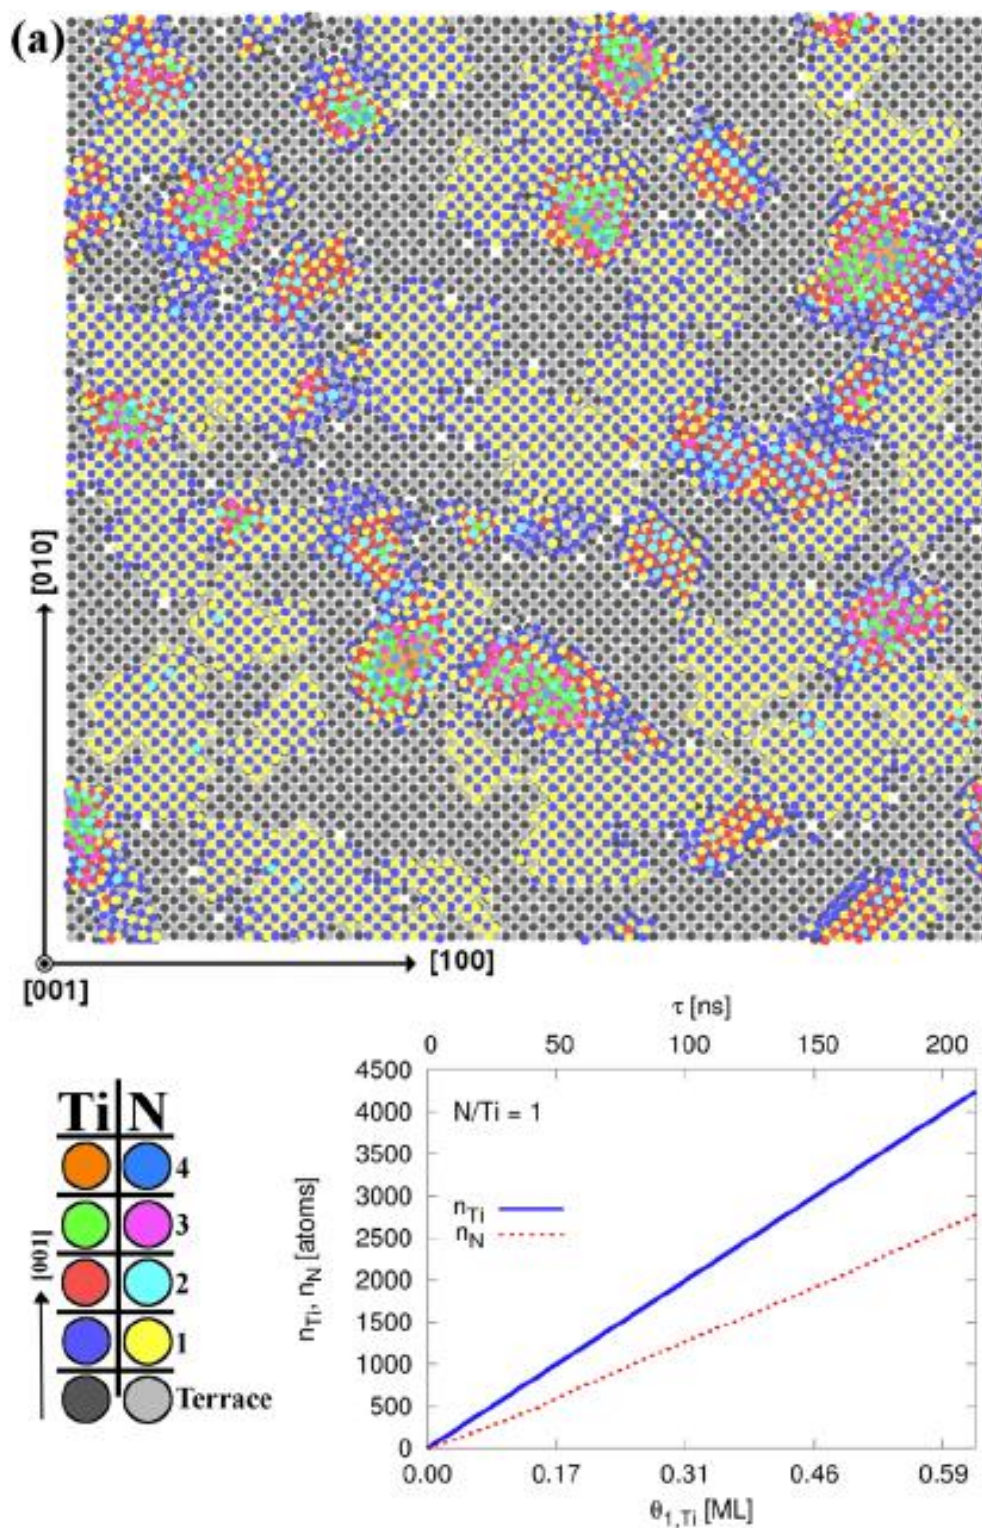 (a)
[010]
[100]
[001]
Ti N
4
3
2
1
Terrace
[001]
τ [ns]
0 50 100 150 200
N/Ti = 1
n_Ti
n_N
n_Ti, n_N [atoms]
4500
4000
3500
3000
2500
2000
1500
1000
500
0
0.00 0.17 0.31 0.46 0.59
θ_1,Ti [ML]